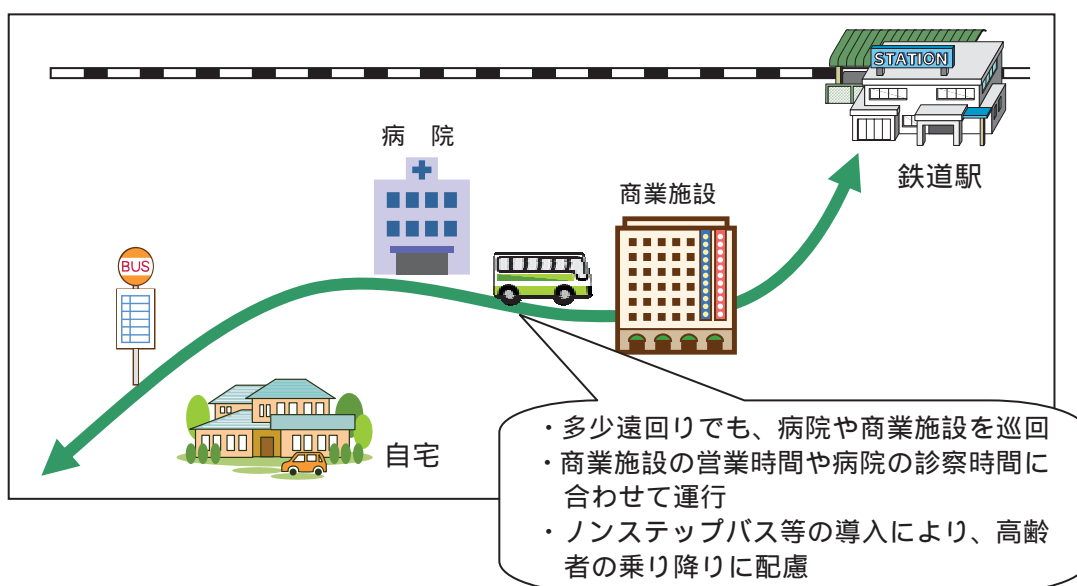 STATION
病　院
鉄道駅
商業施設
BUS
自宅
・多少遠回りでも、病院や商業施設を巡回
・商業施設の営業時間や病院の診察時間に
合わせて運行
・ノンステップバス等の導入により、高齢
者の乗り降りに配慮